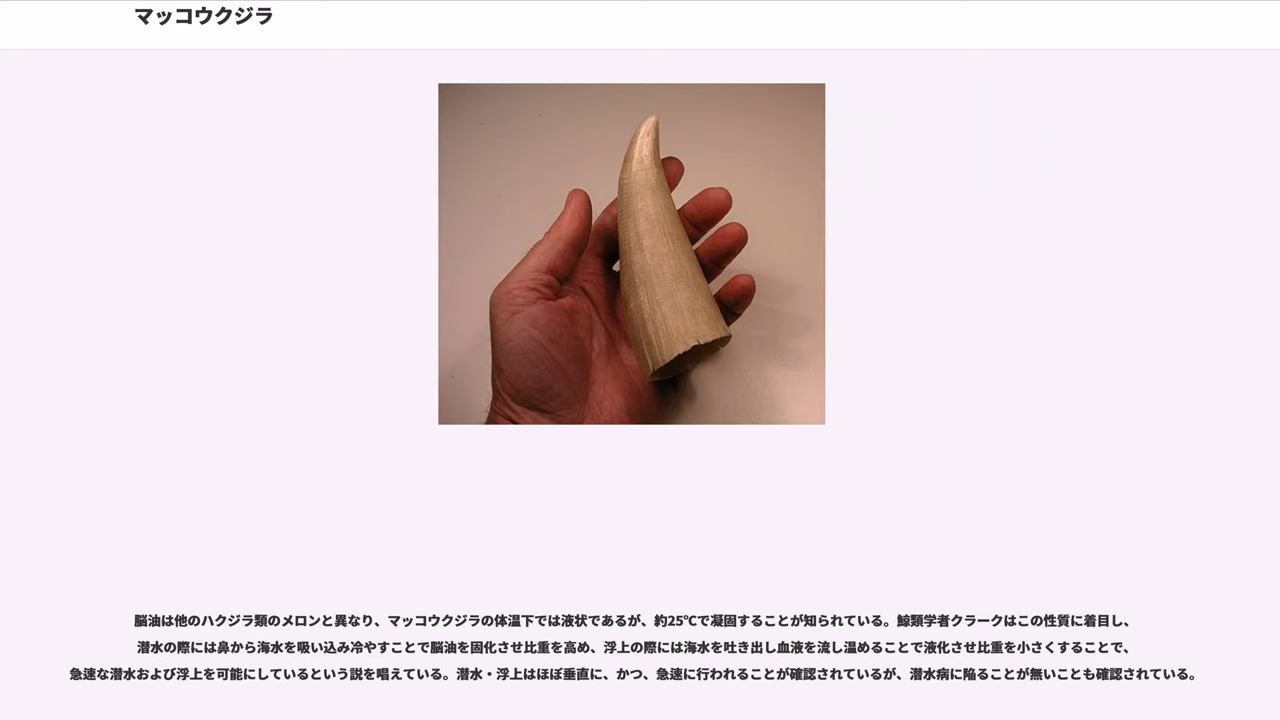 マッコウクジラ
脳油は他のハクジラ類のメロンと異なり、マッコウクジラの体温下では液状であるが、約25℃で凝固することが知られている。鯨類学者クラークはこの性質に着目し、
潜水の際には鼻から海水を吸い込み冷やすことで脳油を固化させ比重を高め、浮上の際には海水を吐き出し血液を流し温めることで液化させ比重を小さくすることで、
急速な潜水および浮上を可能にしているという説を唱えている。潜水・浮上はほぼ垂直に、かつ、急速に行われることが確認されているが、潜水病に陥ることが無いことも確認されている。